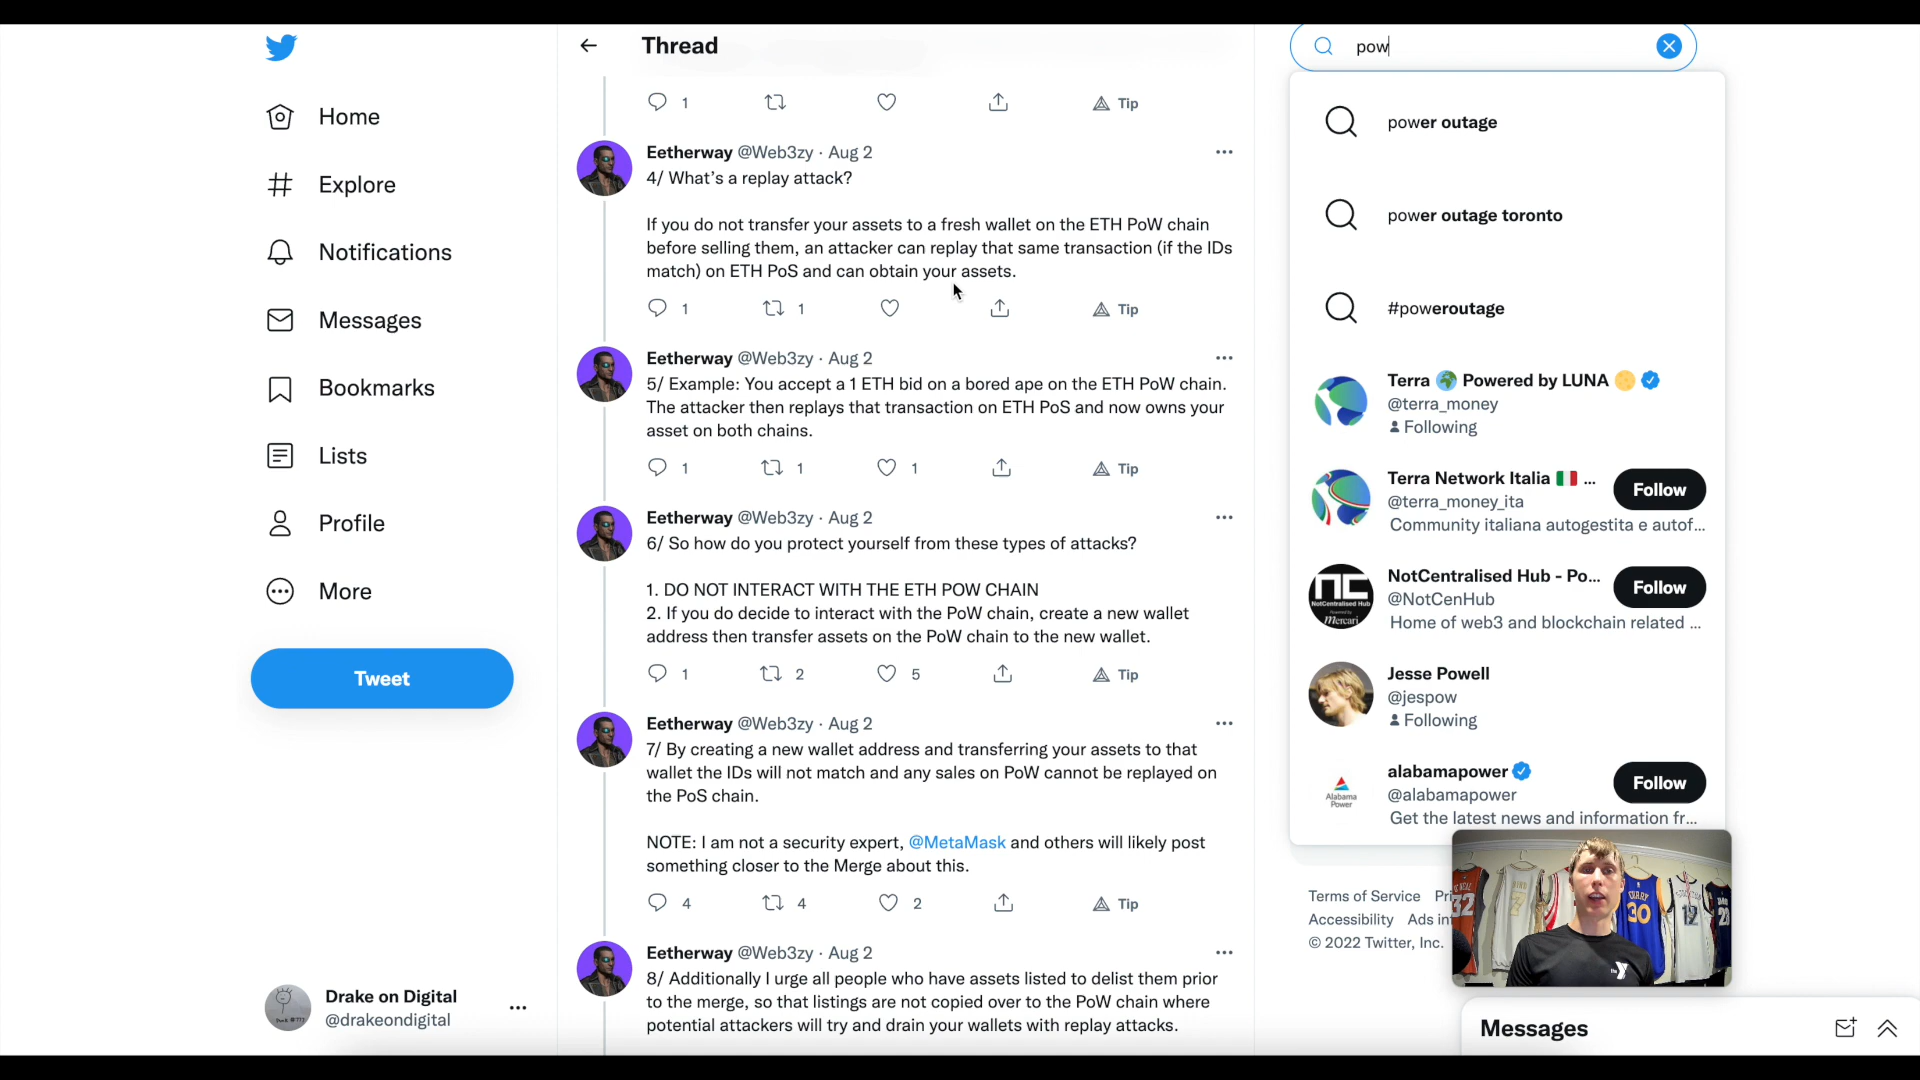 Thread
pow
Home
Explore
Notifications
Messages
Bookmarks
Lists
Profile
More
Tweet
Drake on Digital
@drakeondigital
1
Tip
Eetherway @Web3zy · Aug 2
4/ What's a replay attack?
If you do not transfer your assets to a fresh wallet on the ETH PoW chain
before selling them, an attacker can replay that same transaction (if the IDs
match) on ETH PoS and can obtain your assets.
1 1 Tip
Eetherway @Web3zy · Aug 2
5/ Example: You accept a 1 ETH bid on a bored ape on the ETH PoW chain.
The attacker then replays that transaction on ETH PoS and now owns your
asset on both chains.
1 1 1 Tip
Eetherway @Web3zy · Aug 2
6/ So how do you protect yourself from these types of attacks?
1. DO NOT INTERACT WITH THE ETH POW CHAIN
2. If you do decide to interact with the PoW chain, create a new wallet
address then transfer assets on the PoW chain to the new wallet.
1 2 5 Tip
Eetherway @Web3zy · Aug 2
7/ By creating a new wallet address and transferring your assets to that
wallet the IDs will not match and any sales on PoW cannot be replayed on
the PoS chain.
NOTE: I am not a security expert, @MetaMask and others will likely post
something closer to the Merge about this.
4 4 2 Tip
Eetherway @Web3zy · Aug 2
8/ Additionally I urge all people who have assets listed to delist them prior
to the merge, so that listings are not copied over to the PoW chain where
potential attackers will try and drain your wallets with replay attacks.
power outage
power outage toronto
#poweroutage
Terra 🌍 Powered by LUNA 🌕
@terra_money
Following
Terra Network Italia 🇮🇹 ...
@terra_money_ita
Community italiana autogestita e autof...
Follow
NotCentralised Hub - Po...
@NotCenHub
Home of web3 and blockchain related ...
Follow
NC
NotCentralised Hub
Mercari
Jesse Powell
@jespow
Following
alabamapower
@alabamapower
Get the latest news and information fr...
Follow
Alabama
Power
Terms of Service
Accessibility
© 2022 Twitter, Inc.
32
CURRY
30
12
23
Messages